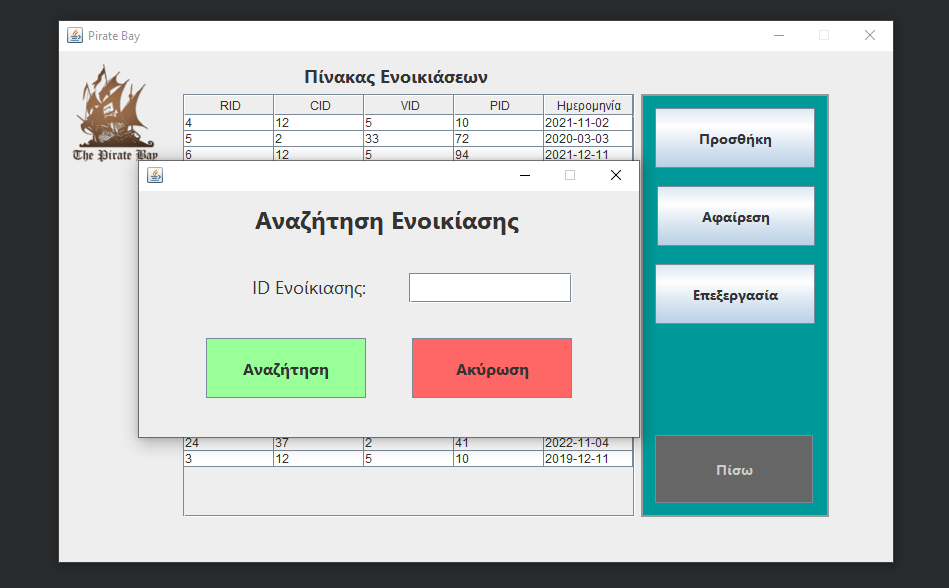 Pirate Bay
The Pirate Bay
Πίνακας Ενοικιάσεων
RID CID VID PID Ημερομηνία
4 12 5 10 2021-11-02
5 2 33 72 2020-03-03
6 12 5 94 2021-12-11
Αναζήτηση Ενοικίασης
ID Ενοίκιασης:
Αναζήτηση Ακύρωση
24 37 2 41 2022-11-04
3 12 5 10 2019-12-11
Προσθήκη
Αφαίρεση
Επεξεργασία
Πίσω